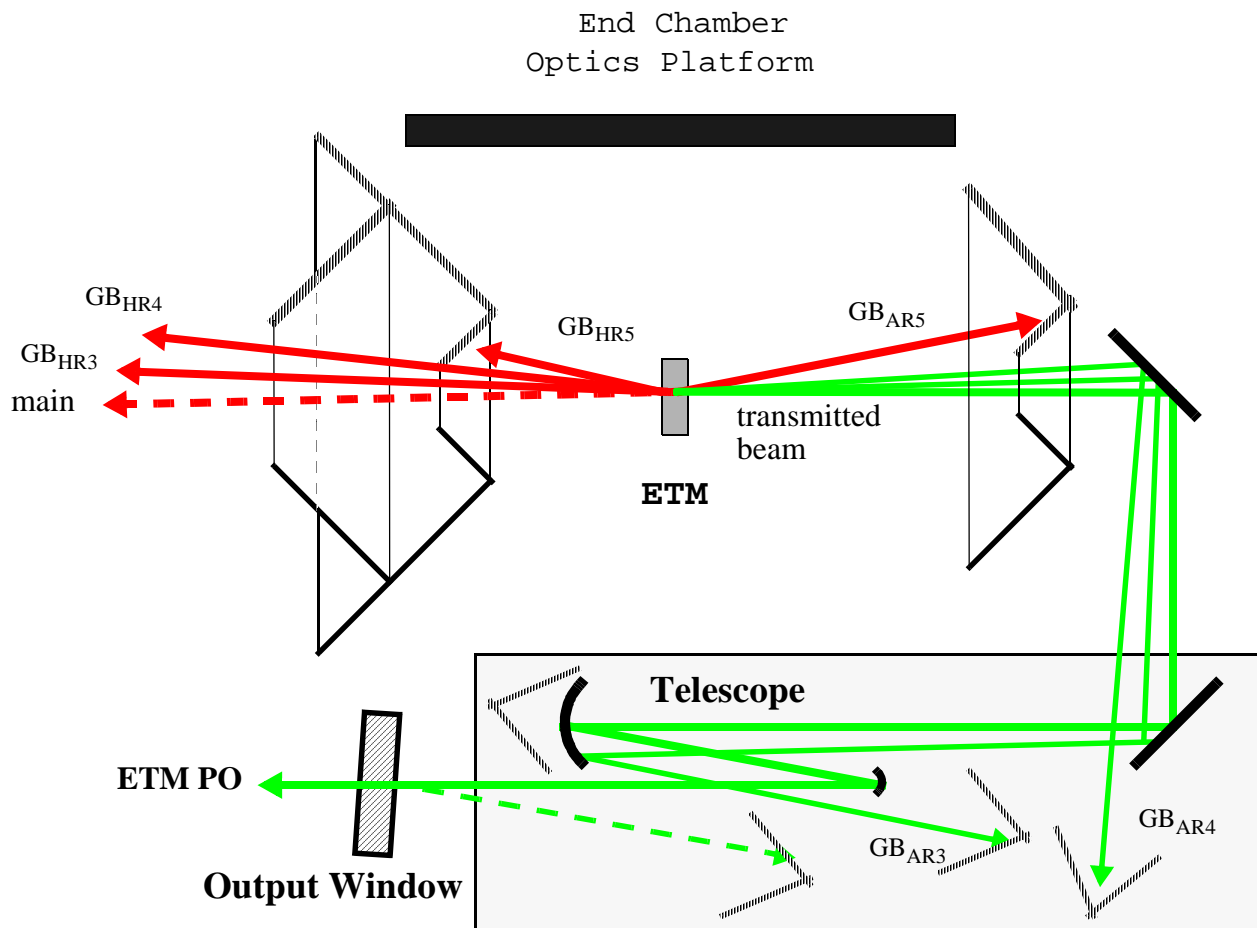 End Chamber
Optics Platform
GBHR4
GBHR5
GBAR5
GBHR3
main
transmitted
beam
ETM
Telescope
ETM PO
GBAR4
GBAR3
Output Window